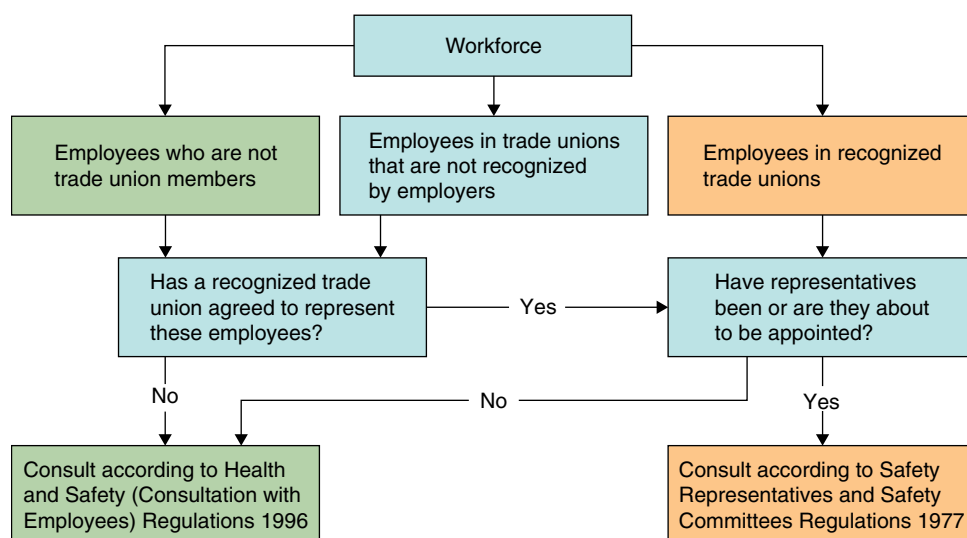 Workforce
Employees who are not
trade union members
Employees in trade unions
that are not recognized
by employers
Employees in recognized
trade unions
Has a recognized trade
union agreed to represent
these employees?
Yes
Have representatives
been or are they about
to be appointed?
No
No
Yes
Consult according to Health
and Safety (Consultation with
Employees) Regulations 1996
Consult according to Safety
Representatives and Safety
Committees Regulations 1977